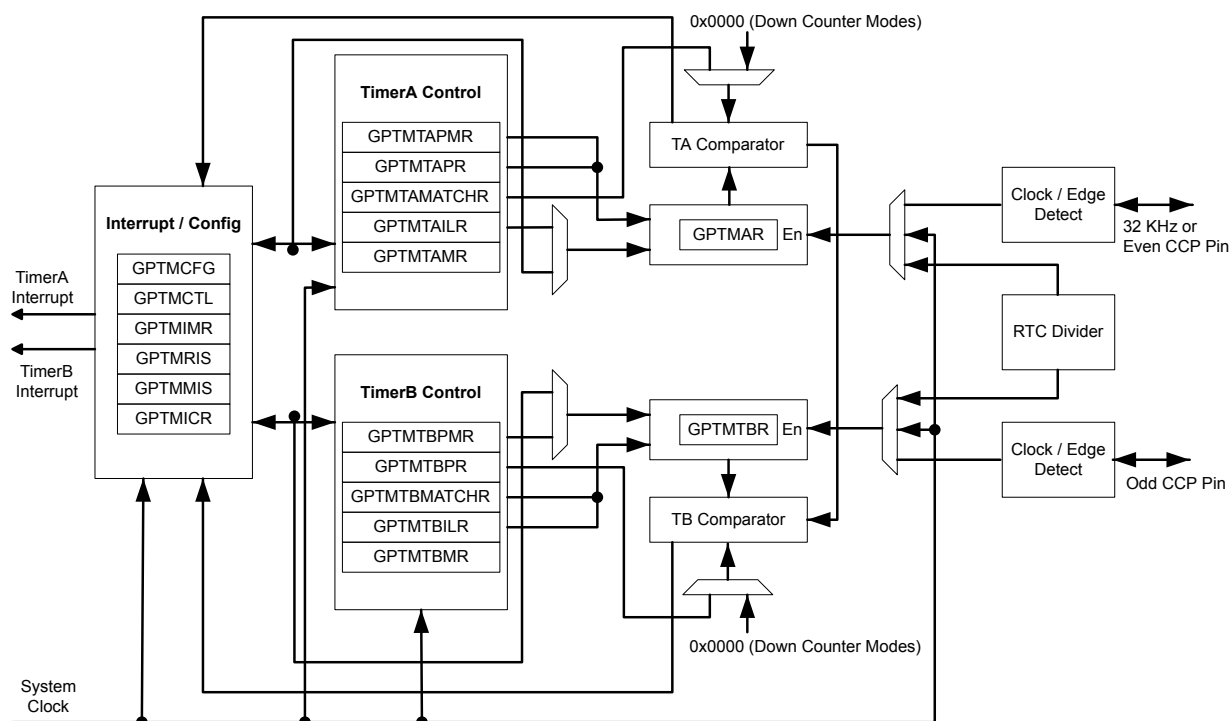 0x0000 (Down Counter Modes)
TimerA Control
GPTMTAPMR
GPTMTAPR
GPTMTAMATCHR
GPTMTAILR
GPTMTAMR
TA Comparator
GPTMAR
En
Clock / Edge
Detect
32 KHz or
Even CCP Pin
Interrupt / Config
GPTMCFG
GPTMCTL
GPTMIMR
GPTMRIS
GPTMMIS
GPTMICR
TimerA
Interrupt
TimerB
Interrupt
RTC Divider
TimerB Control
GPTMTBPMR
GPTMTBPR
GPTMTBMATCHR
GPTMTBILR
GPTMTBMR
GPTMTBR
En
TB Comparator
Clock / Edge
Detect
Odd CCP Pin
0x0000 (Down Counter Modes)
System
Clock